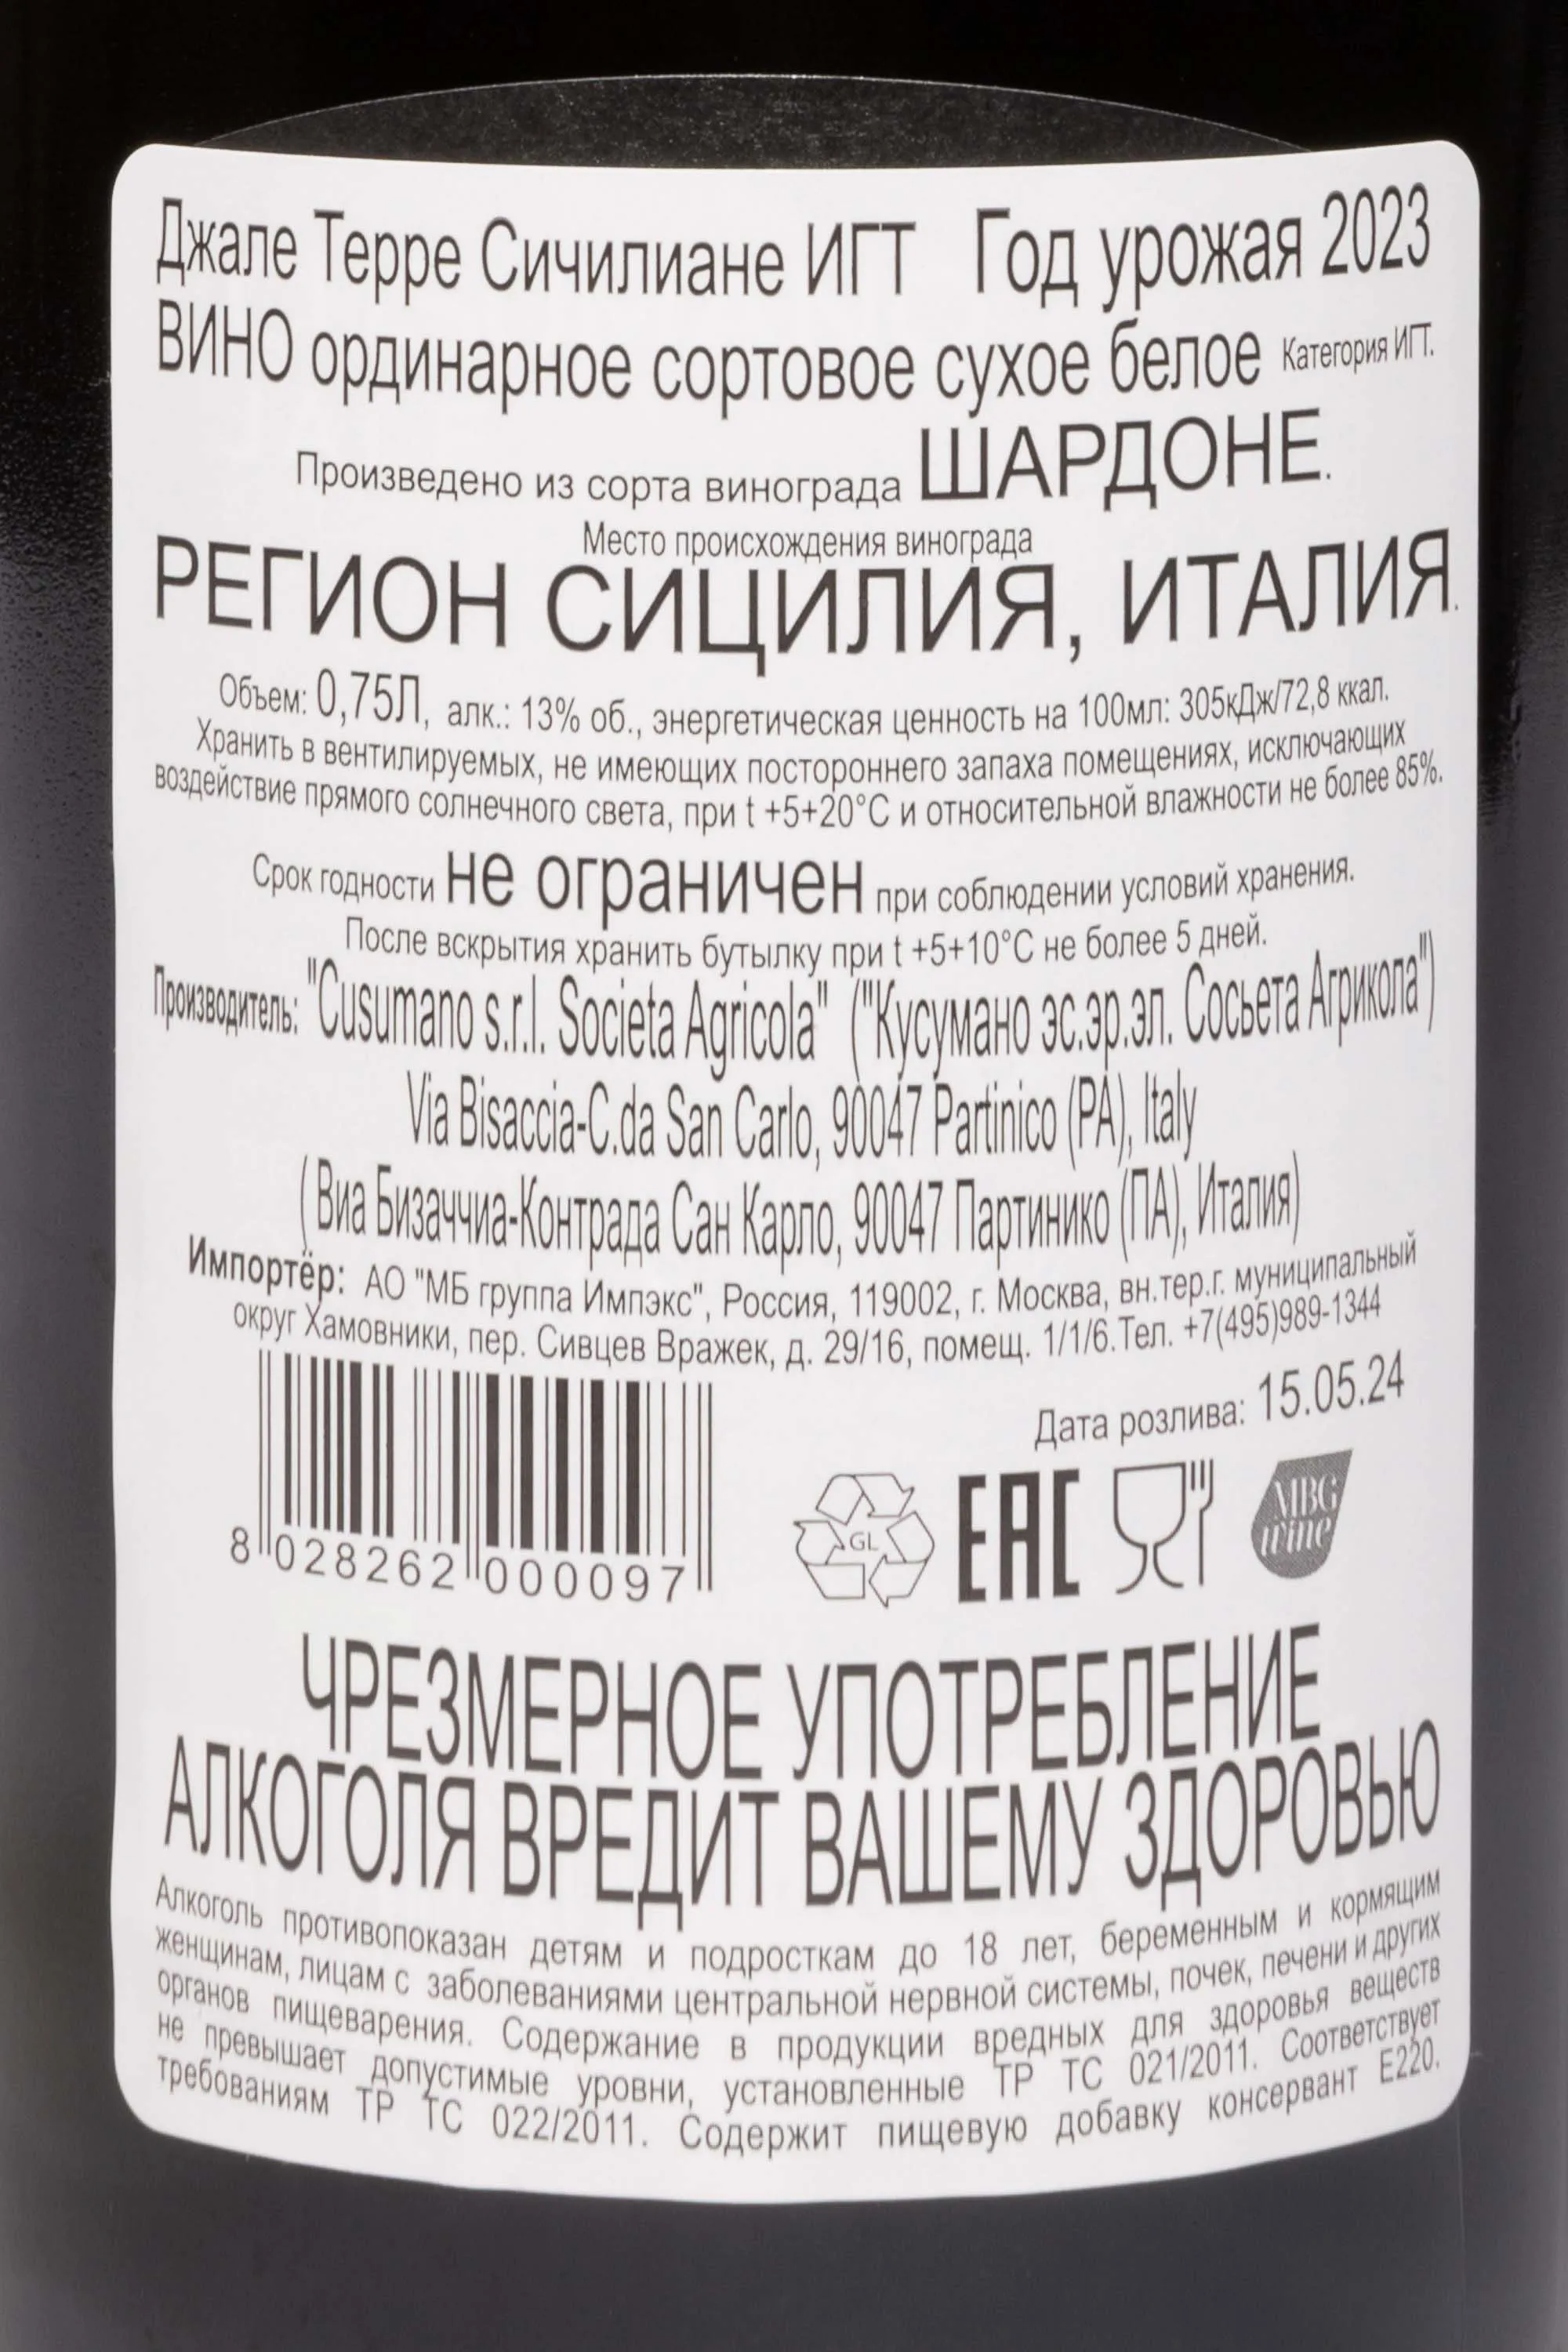 Джале Терре Сичилиане ИГТ Год урожая 2023
ВИНО ординарное сортовое сухое белое Категория ИГТ.
Произведено из сорта винограда ШАРДОНЕ.
Место происхождения винограда
РЕГИОН СИЦИЛИЯ, ИТАЛИЯ.
Объем: 0,75Л, алк.: 13% об., энергетическая ценность на 100мл: 305кДж/72,8 ккал.
Хранить в вентилируемых, не имеющих постороннего запаха помещениях, исключающих
воздействие прямого солнечного света, при t +5+20°C и относительной влажности не более 85%.
Срок годности не ограничен при соблюдении условий хранения.
После вскрытия хранить бутылку при t +5+10°C не более 5 дней.
Производитель: "Cusumano s.r.l. Societa Agricola" ("Кусумано эс.эр.эл. Сосьета Агрикола")
Via Bisaccia-C.da San Carlo, 90047 Partinico (PA), Italy
( Виа Бизаччиа-Контрада Сан Карло, 90047 Партинико (ПА), Италия)
Импортёр: АО "МБ группа Импэкс", Россия, 119002, г. Москва, вн.тер.г. муниципальный
округ Хамовники, пер. Сивцев Вражек, д. 29/16, помещ. 1/1/6.Тел. +7(495)989-1344
Дата розлива: 15.05.24
8 028262 000097
GL EAC MBG
wine
ЧРЕЗМЕРНОЕ УПОТРЕБЛЕНИЕ
АЛКОГОЛЯ ВРЕДИТ ВАШЕМУ ЗДОРОВЬЮ
Алкоголь противопоказан детям и подросткам до 18 лет, беременным и кормящим
женщинам, лицам с заболеваниями центральной нервной системы, почек, печени и других
органов пищеварения. Содержание в продукции вредных для здоровья веществ
не превышает допустимые уровни, установленные ТР ТС 021/2011. Соответствует
требованиям ТР ТС 022/2011. Содержит пищевую добавку консервант Е220.